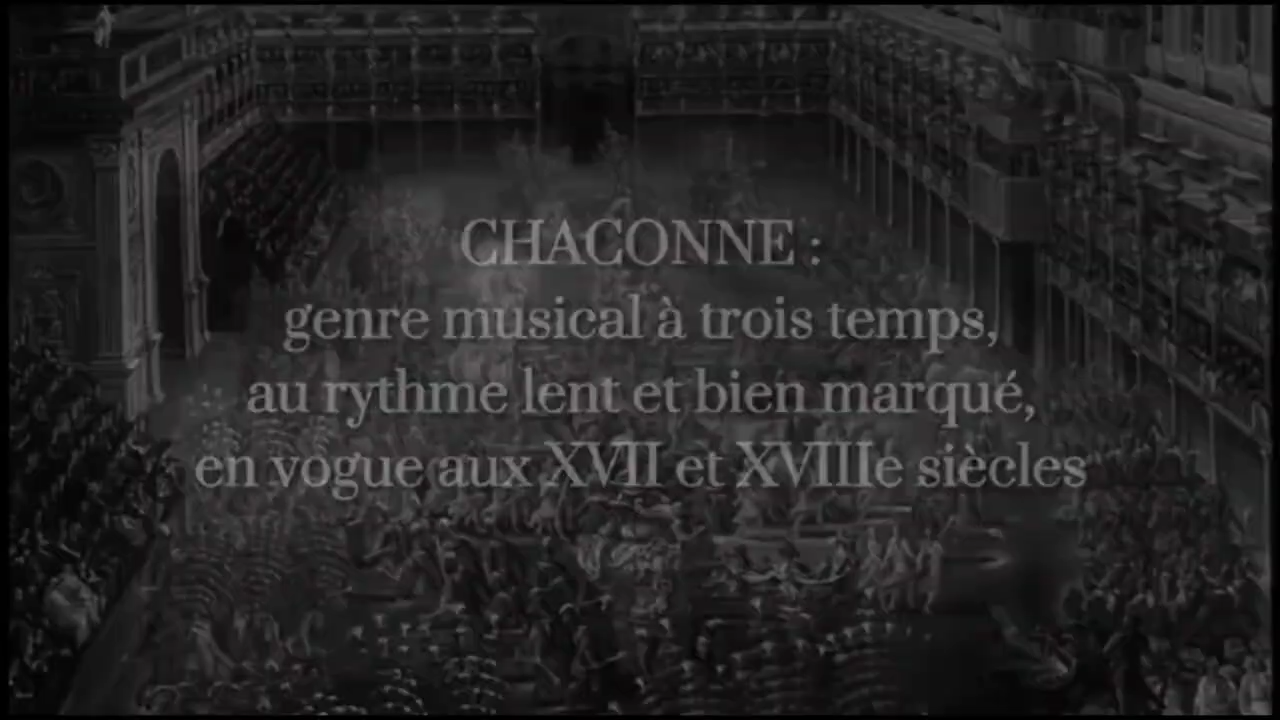 CHACONNE :
genre musical à trois temps,
au rythme lent et bien marqué,
en vogue aux XVII et XVIIIe siècles